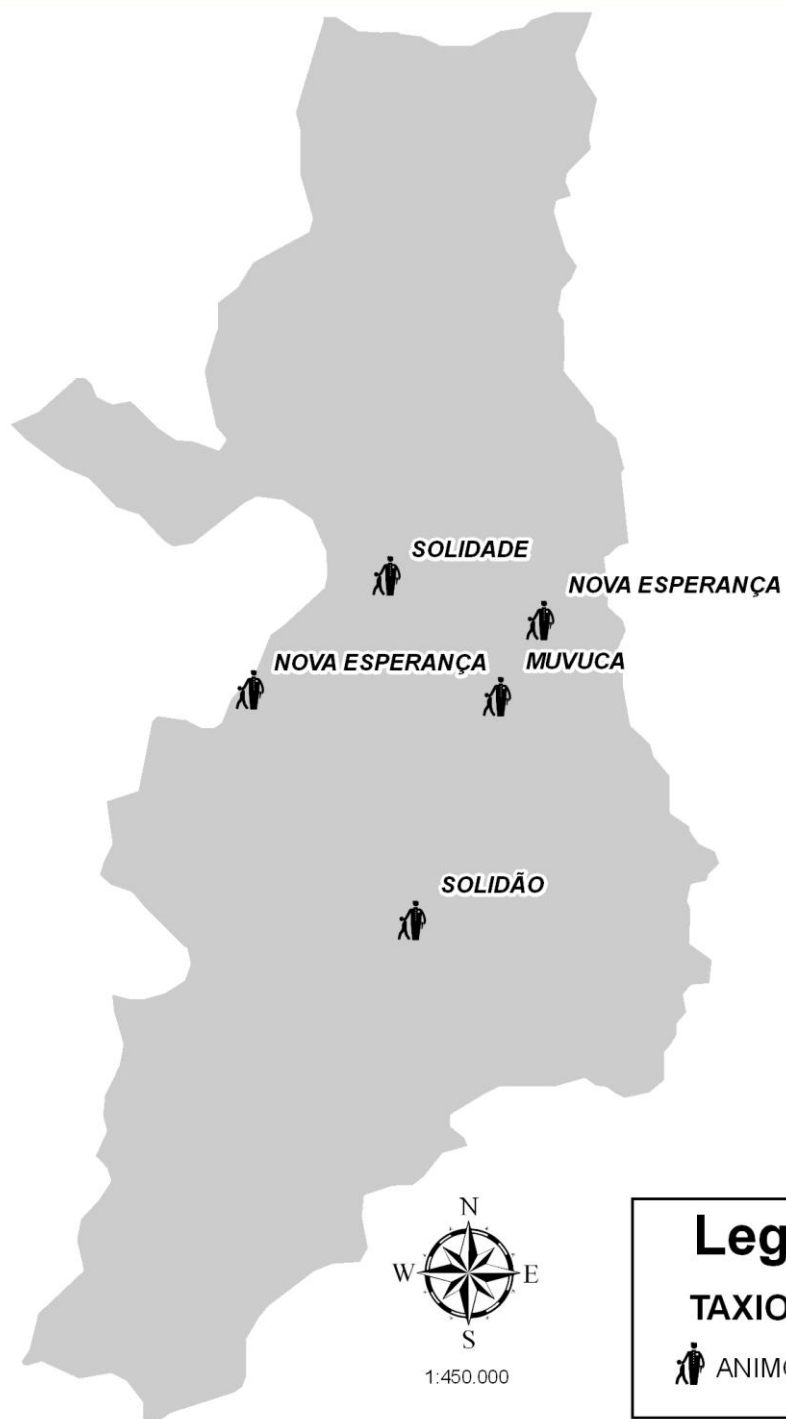 SOLIDADE
NOVA ESPERANÇA
NOVA ESPERANÇA
MUVUCA
SOLIDÃO
N
W E
S
1:450.000
Leg
TAXIO
ANIMO